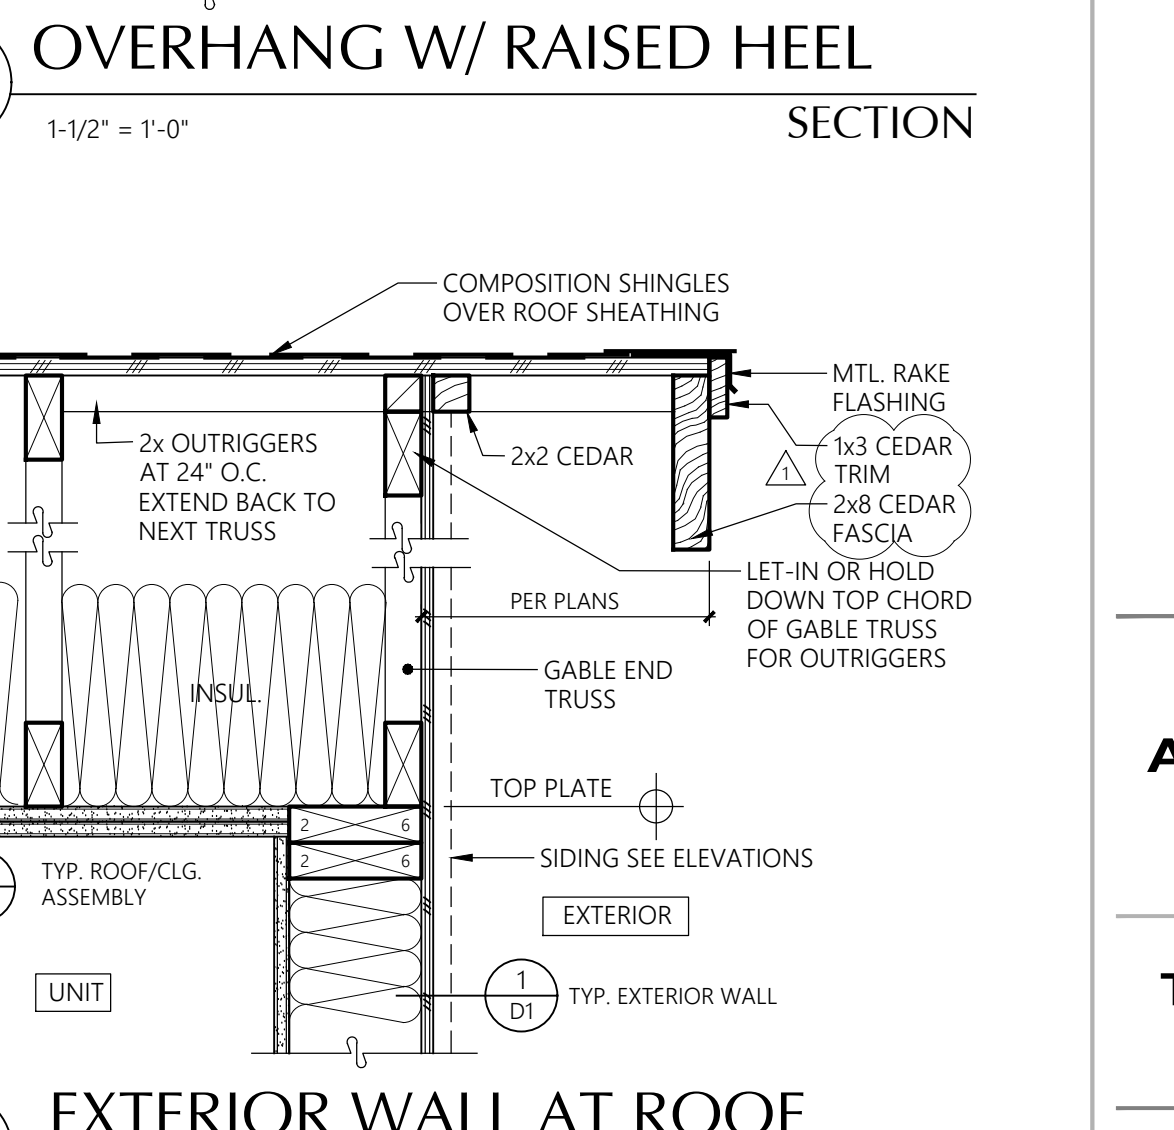 OVERHANG W/ RAISED HEEL
1-1/2" = 1'-0"
SECTION
COMPOSITION SHINGLES
OVER ROOF SHEATHING
MTL. RAKE
FLASHING
1x3 CEDAR
TRIM
1
2x8 CEDAR
FASCIA
2x OUTRIGGERS
AT 24" O.C.
EXTEND BACK TO
NEXT TRUSS
2x2 CEDAR
LET-IN OR HOLD
DOWN TOP CHORD
OF GABLE TRUSS
FOR OUTRIGGERS
PER PLANS
GABLE END
TRUSS
INSUL.
TOP PLATE
2 6
2 6
SIDING SEE ELEVATIONS
TYP. ROOF/CLG.
ASSEMBLY
EXTERIOR
UNIT
1
D1
TYP. EXTERIOR WALL
EXTERIOR WALL AT ROOF
A
T